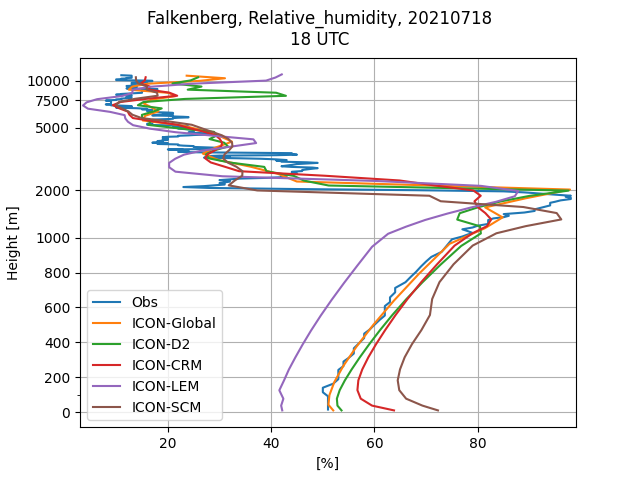 Falkenberg, Relative_humidity, 20210718
18 UTC
10000
7500
5000
2000
1000
800
600
400
200
0
Height [m]
Obs
ICON-Global
ICON-D2
ICON-CRM
ICON-LEM
ICON-SCM
20
40
60
80
[%]